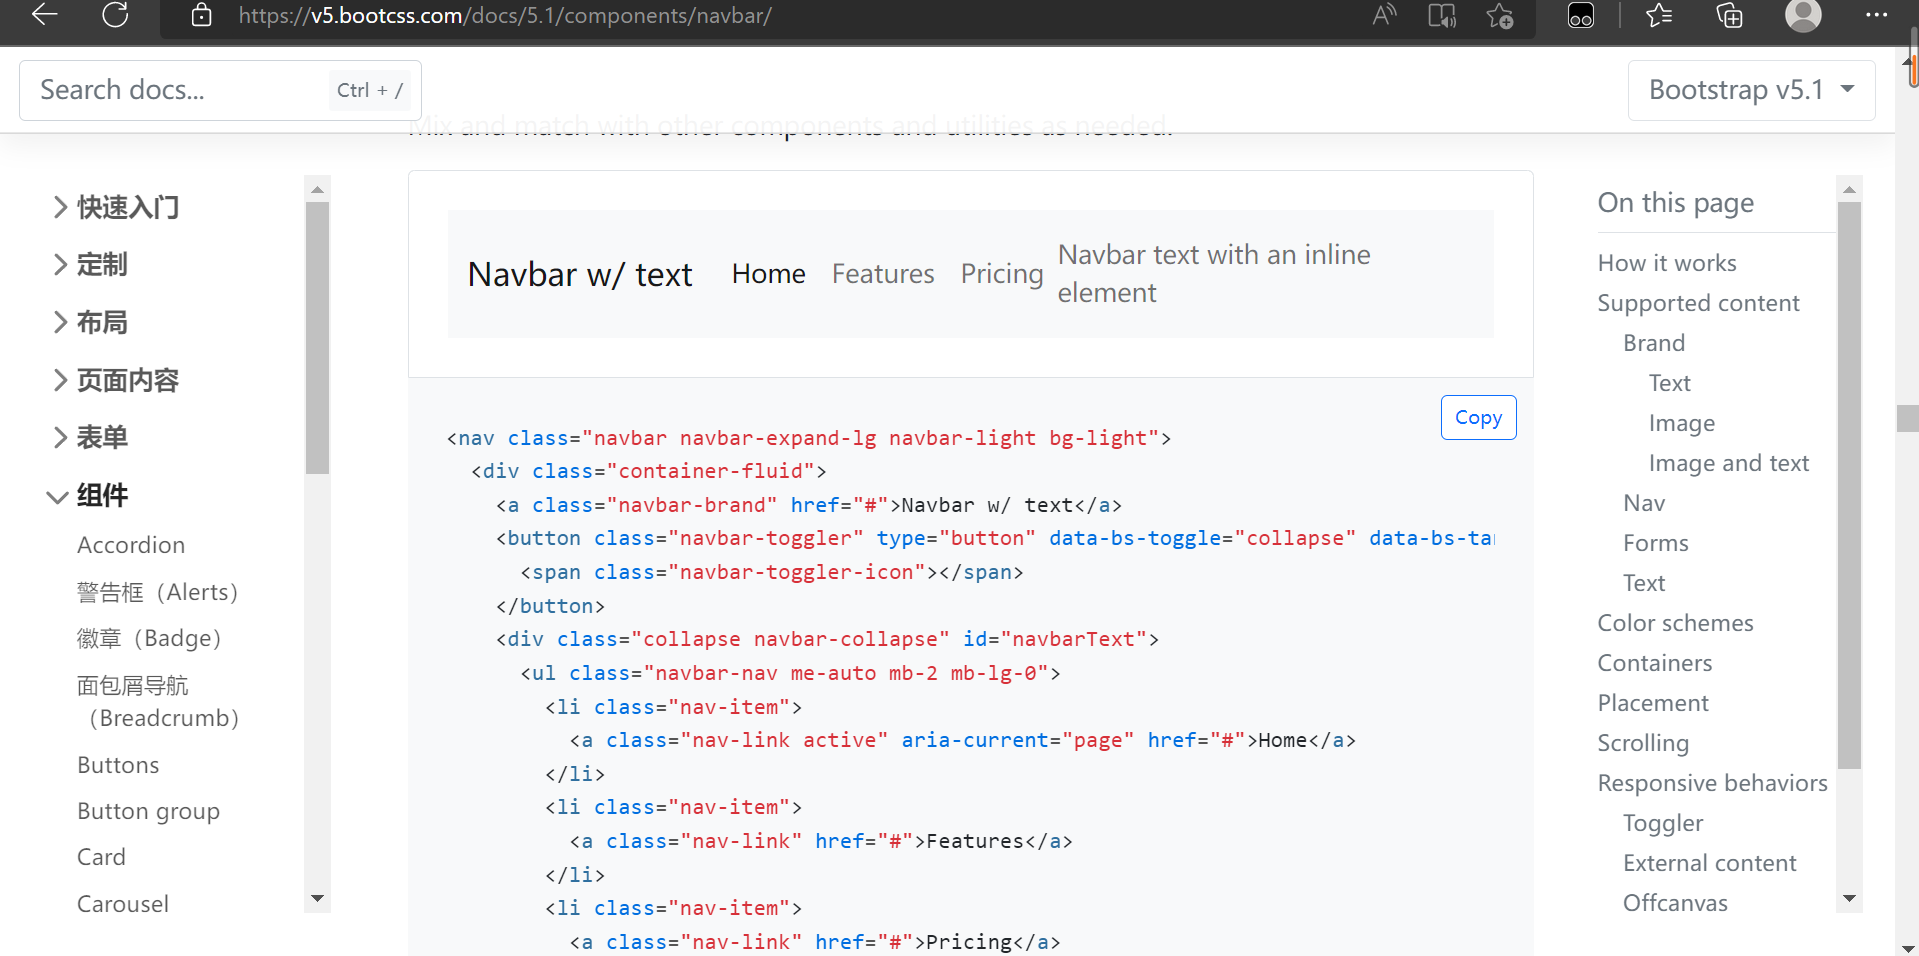 https://v5.bootcss.com/docs/5.1/components/navbar/
Search docs...
Ctrl + /
Bootstrap v5.1
Mix and match with other components and utilities as needed.
快速入门
定制
布局
页面内容
表单
组件
Accordion
警告框（Alerts）
徽章（Badge）
面包屑导航
（Breadcrumb）
Buttons
Button group
Card
Carousel
Navbar w/ text
Home
Features
Pricing
Navbar text with an inline
element
Copy
<nav class="navbar navbar-expand-lg navbar-light bg-light">
<div class="container-fluid">
<a class="navbar-brand" href="#">Navbar w/ text</a>
<button class="navbar-toggler" type="button" data-bs-toggle="collapse" data-bs-tar
<span class="navbar-toggler-icon"></span>
</button>
<div class="collapse navbar-collapse" id="navbarText">
<ul class="navbar-nav me-auto mb-2 mb-lg-0">
<li class="nav-item">
<a class="nav-link active" aria-current="page" href="#">Home</a>
</li>
<li class="nav-item">
<a class="nav-link" href="#">Features</a>
</li>
<li class="nav-item">
<a class="nav-link" href="#">Pricing</a>
On this page
How it works
Supported content
Brand
Text
Image
Image and text
Nav
Forms
Text
Color schemes
Containers
Placement
Scrolling
Responsive behaviors
Toggler
External content
Offcanvas